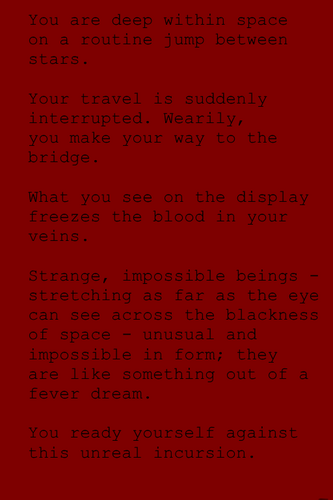 You are deep within space
on a routine jump between
stars.

Your travel is suddenly
interrupted. Wearily,
you make your way to the
bridge.

What you see on the display
freezes the blood in your
veins.

Strange, impossible beings -
stretching as far as the eye
can see across the blackness
of space - unusual and
impossible in form; they
are like something out of a
fever dream.

You ready yourself against
this unreal incursion.